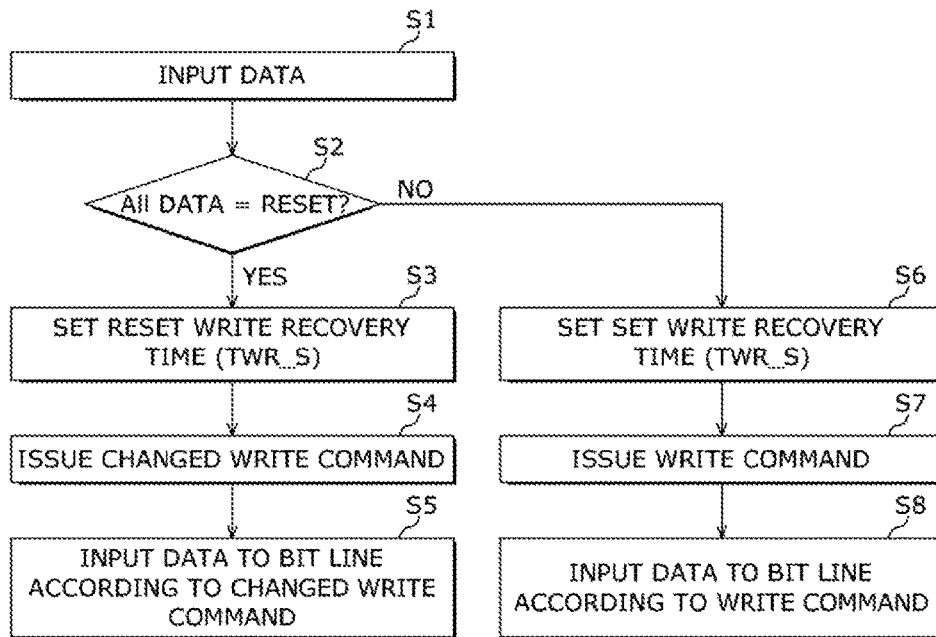 S1
INPUT DATA
S2
All DATA = RESET?
NO
YES
S3
SET RESET WRITE RECOVERY
TIME (TWR_S)
S6
SET SET WRITE RECOVERY
TIME (TWR_S)
S4
ISSUE CHANGED WRITE COMMAND
S7
ISSUE WRITE COMMAND
S5
INPUT DATA TO BIT LINE
ACCORDING TO CHANGED WRITE
COMMAND
S8
INPUT DATA TO BIT LINE
ACCORDING TO WRITE COMMAND